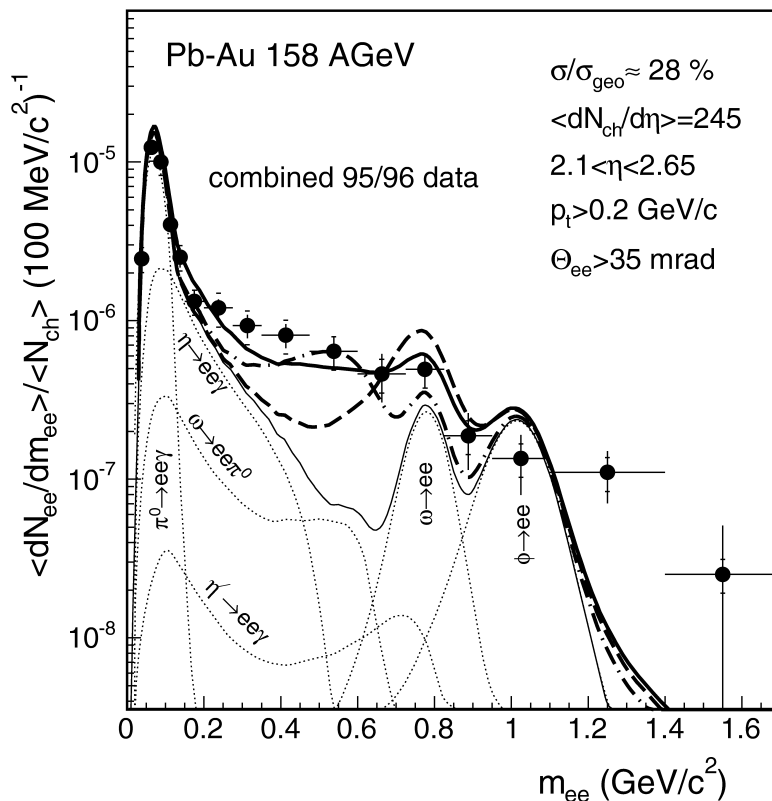 Pb-Au 158 AGeV
combined 95/96 data
σ/σgeo≈ 28 %
<dNch/dη>=245
2.1<η<2.65
pt>0.2 GeV/c
Θee>35 mrad
<dNee/dmee>/<Nch> (100 MeV/c²)⁻¹
10⁻⁵
10⁻⁶
10⁻⁷
10⁻⁸
η→eeγ
ω→eeπ⁰
π⁰→eeγ
η′→eeγ
ω→ee
ϕ→ee
0 0.2 0.4 0.6 0.8 1 1.2 1.4 1.6
mee (GeV/c²)